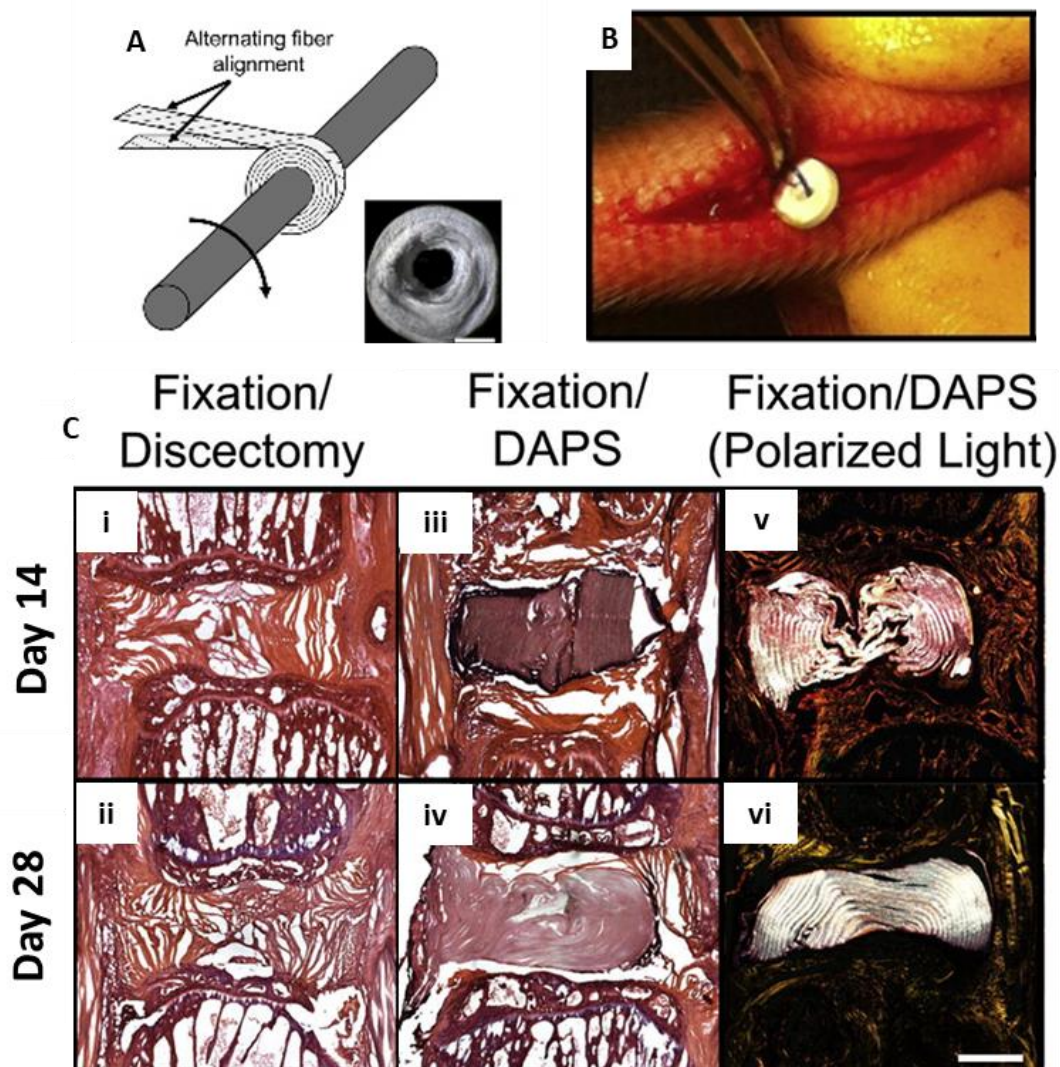 A
Alternating fiber
alignment
B
C
Fixation/
Discectomy
Fixation/
DAPS
Fixation/DAPS
(Polarized Light)
Day 14
i
iii
v
Day 28
ii
iv
vi